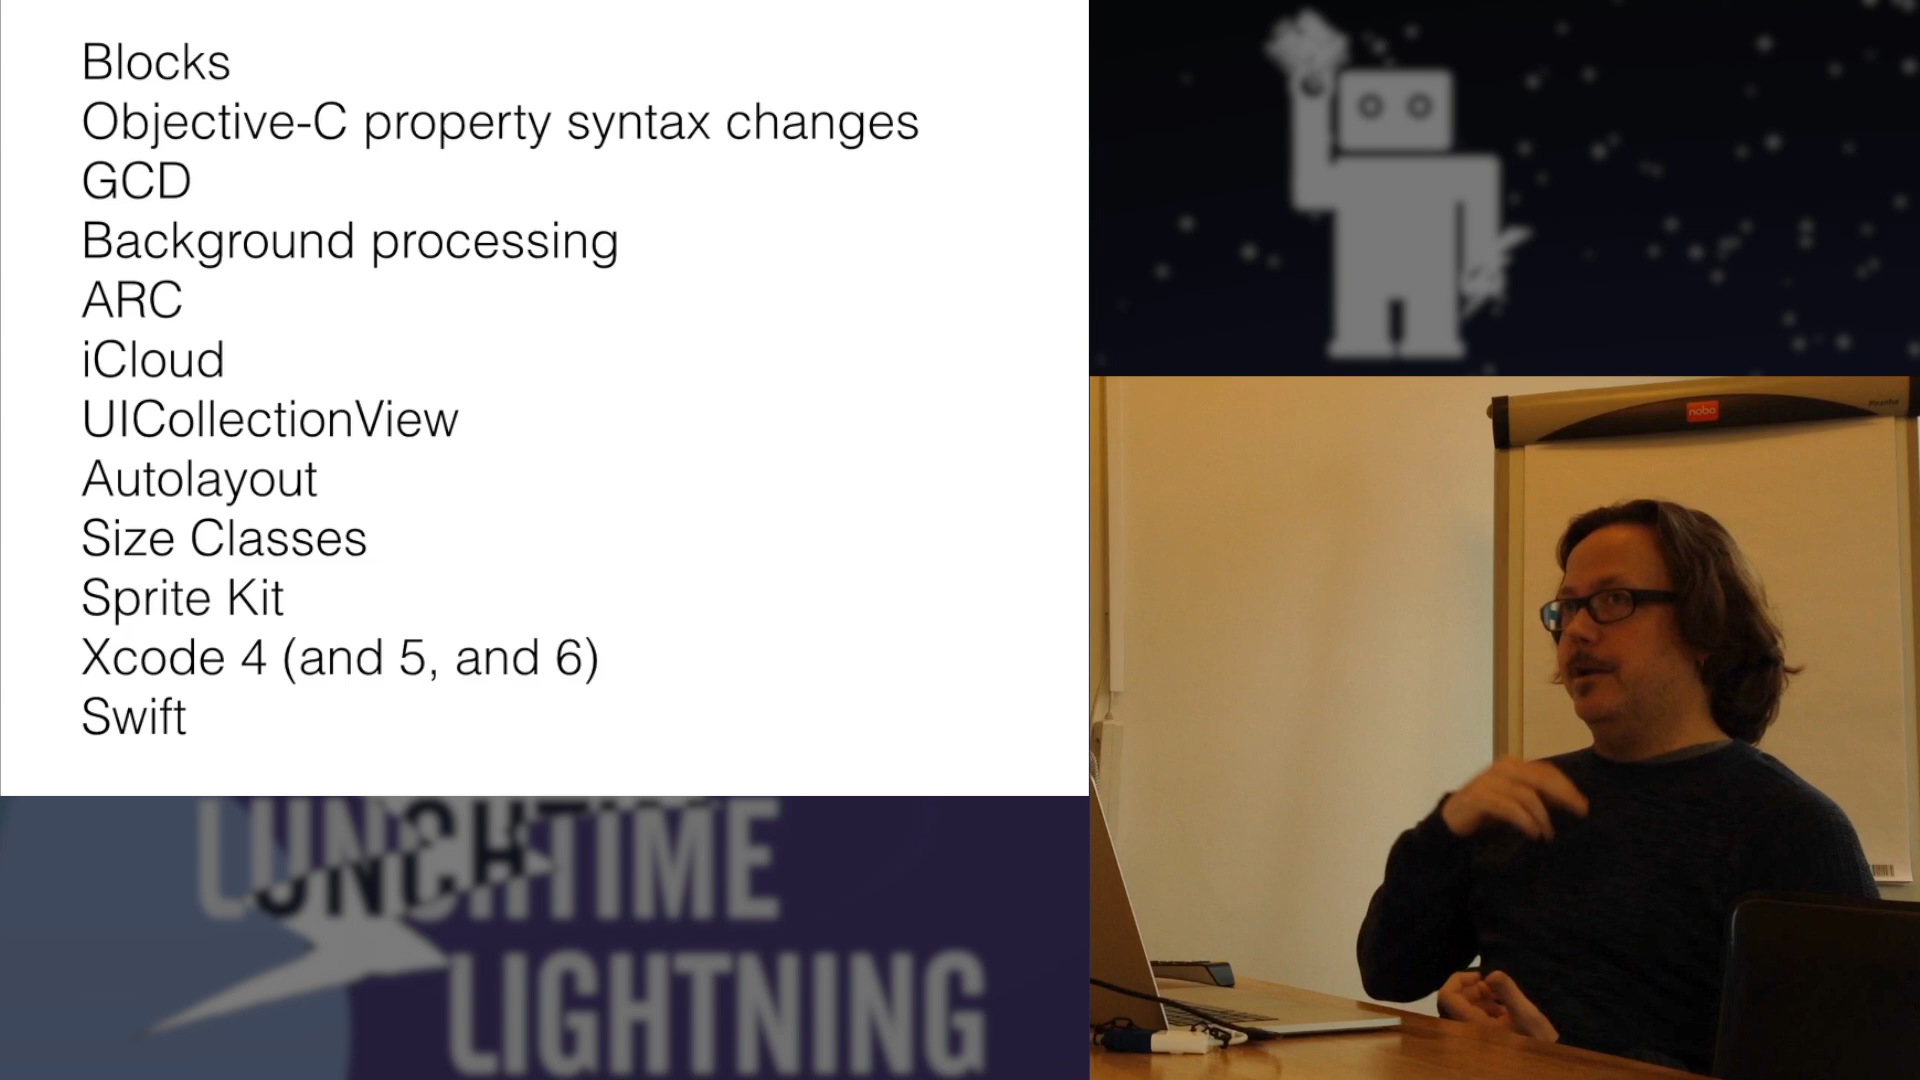 Blocks
Objective-C property syntax changes
GCD
Background processing
ARC
iCloud
UICollectionView
Autolayout
Size Classes
Sprite Kit
Xcode 4 (and 5, and 6)
Swift
LUNCHTIME
LIGHTNING
nobo
Piranha